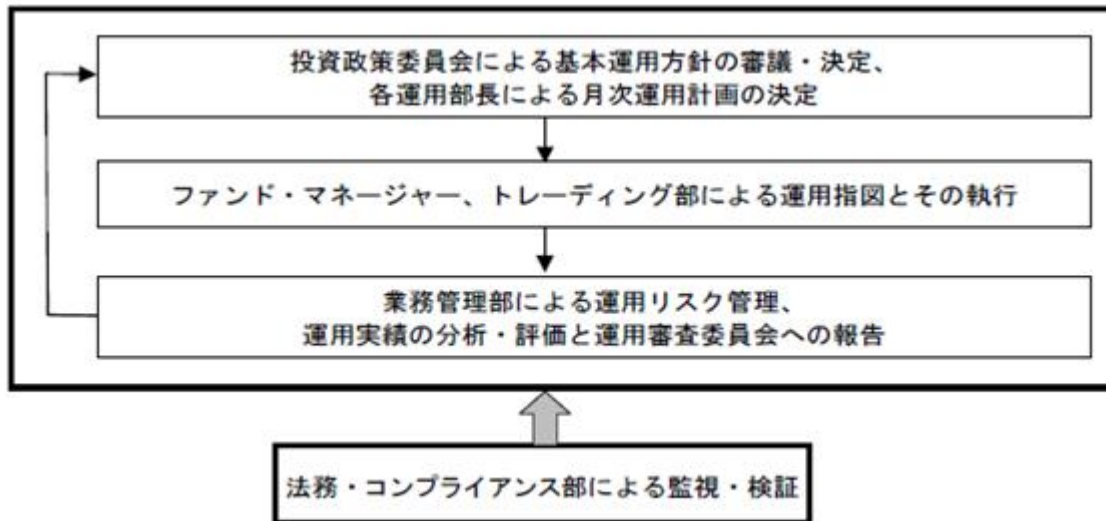 投資政策委員会による基本運用方針の審議・決定、
各運用部長による月次運用計画の決定
ファンド・マネージャー、トレーディング部による運用指図とその執行
業務管理部による運用リスク管理、
運用実績の分析・評価と運用審査委員会への報告
法務・コンプライアンス部による監視・検証